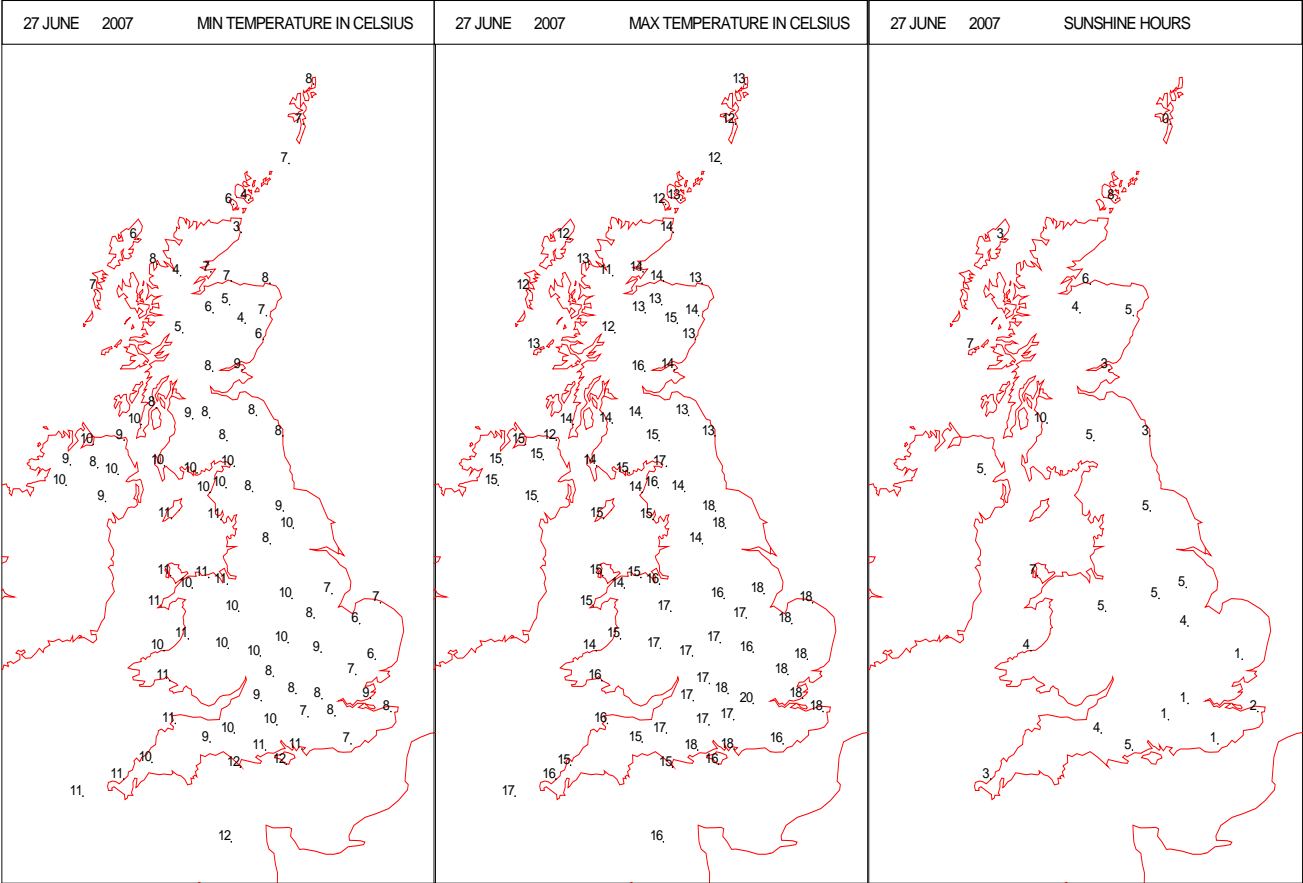 27 JUNE 2007 MIN TEMPERATURE IN CELSIUS
8
7
7
6 4
3
6
8
4 7
7 8
7
5
6 7
4
5 6
8 9
8
10 9 8 8
10 9 8 8
9 8 10 10 10 10
10 10 10 8
9
11 11 9
10
8
11 11 11
10 10 7
11 10 7
8 6
11 10
10 10 10 9 6
11 8 7
9 8 8 9
8
11 10 7 8
9 10
11 11 7
10 12 12
11
11
12
27 JUNE 2007 MAX TEMPERATURE IN CELSIUS
13
12
12
12 13
14
12
13
11 14
14 13
12
13
13 14
15
12 13
13
16 14
14 14 14 13
15 12 15 13
15 15 14 15 17
15 14 16 14
15
15 15 18
18
14
15 15 16
14 16 18
15 17 18
17 18
15 17
14 17 17 16 18
16 17 18
17 18 20 18
18
16 17 17 17
15
18 18 16
15 15 16
16
17
16
27 JUNE 2007 SUNSHINE HOURS
0
8
3
6
4 5
7
3
10
5 3
5
5
7
5 5
5
4
4 1
1
2
4 1
5 1
3